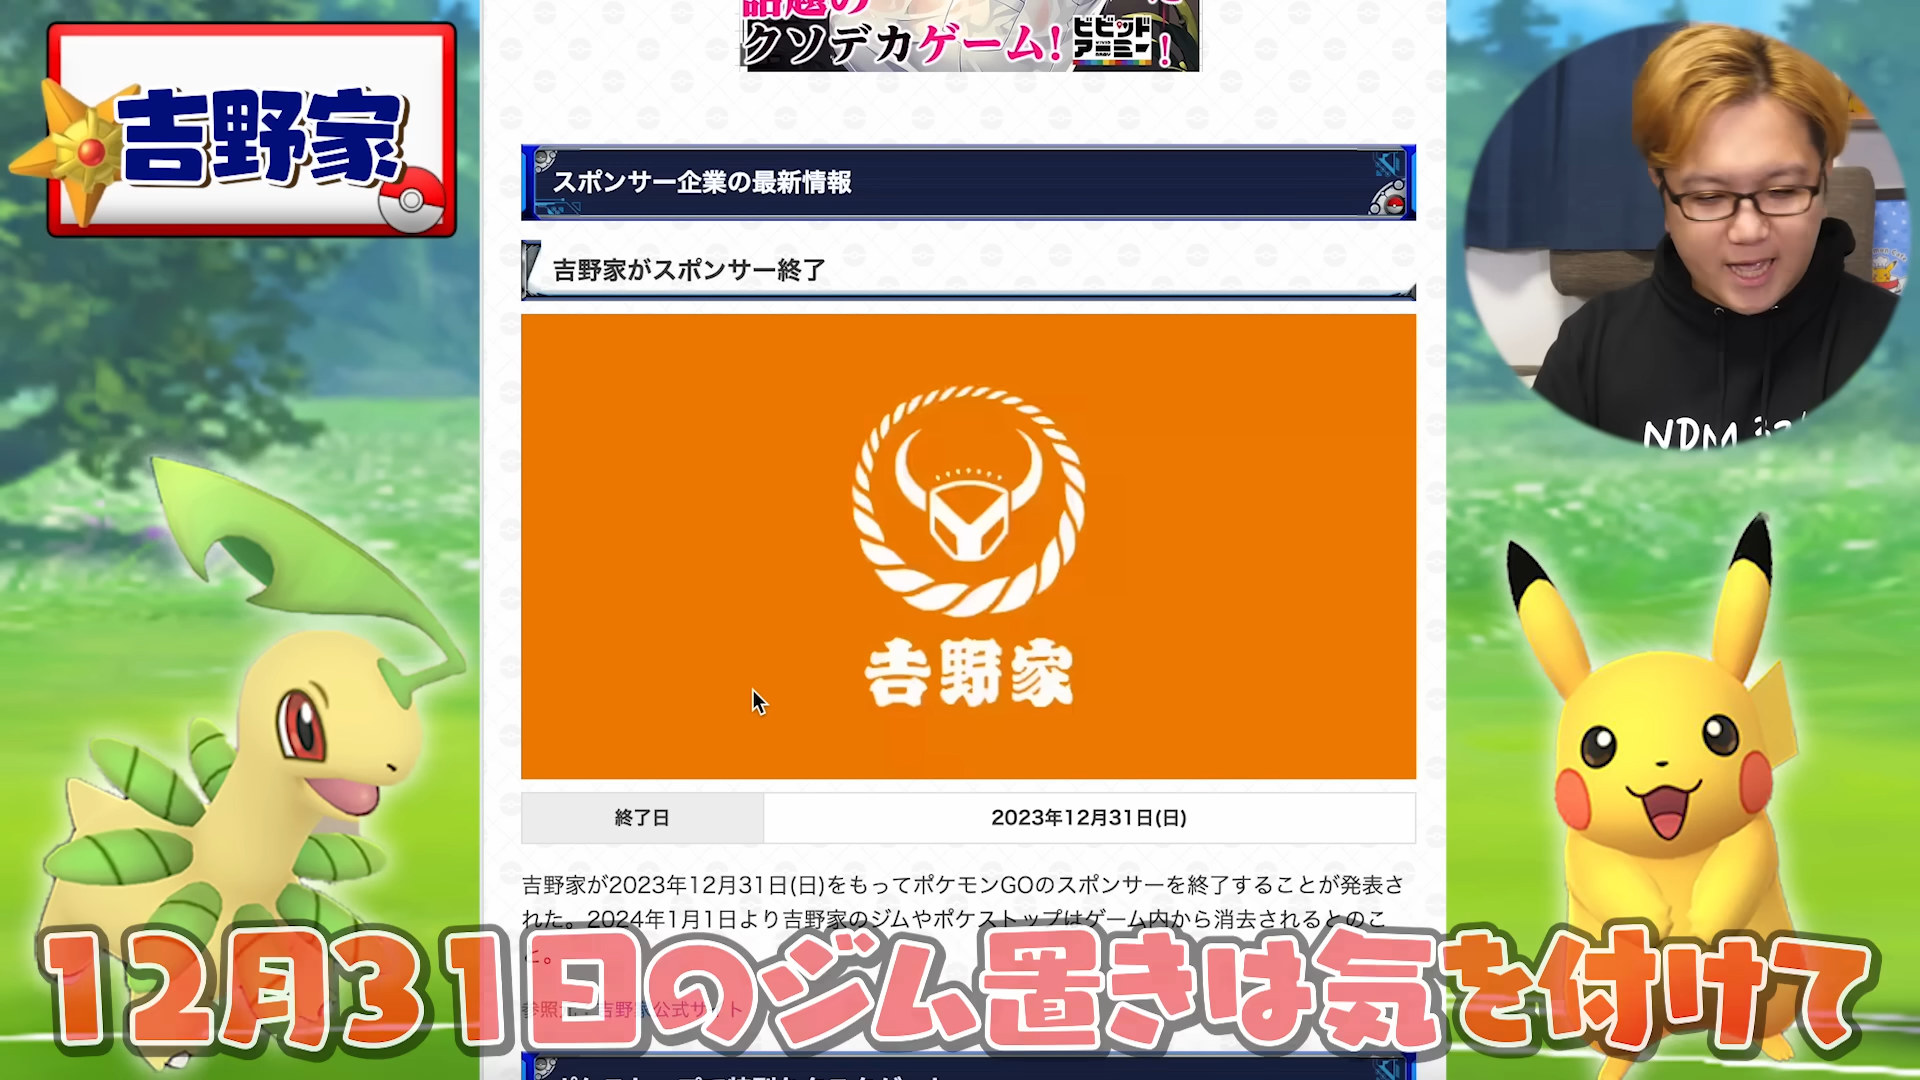 話題の
クソデカゲーム!
ビビッド
アーミー
!
吉野家
スポンサー企業の最新情報
吉野家がスポンサー終了
吉野家
終了日
2023年12月31日(日)
吉野家が2023年12月31日(日)をもってポケモンGOのスポンサーを終了することが発表さ
れた。2024年1月1日より吉野家のジムやポケストップはゲーム内から消去されるとのこ
と。
12月31日のジム置きは気を付けて